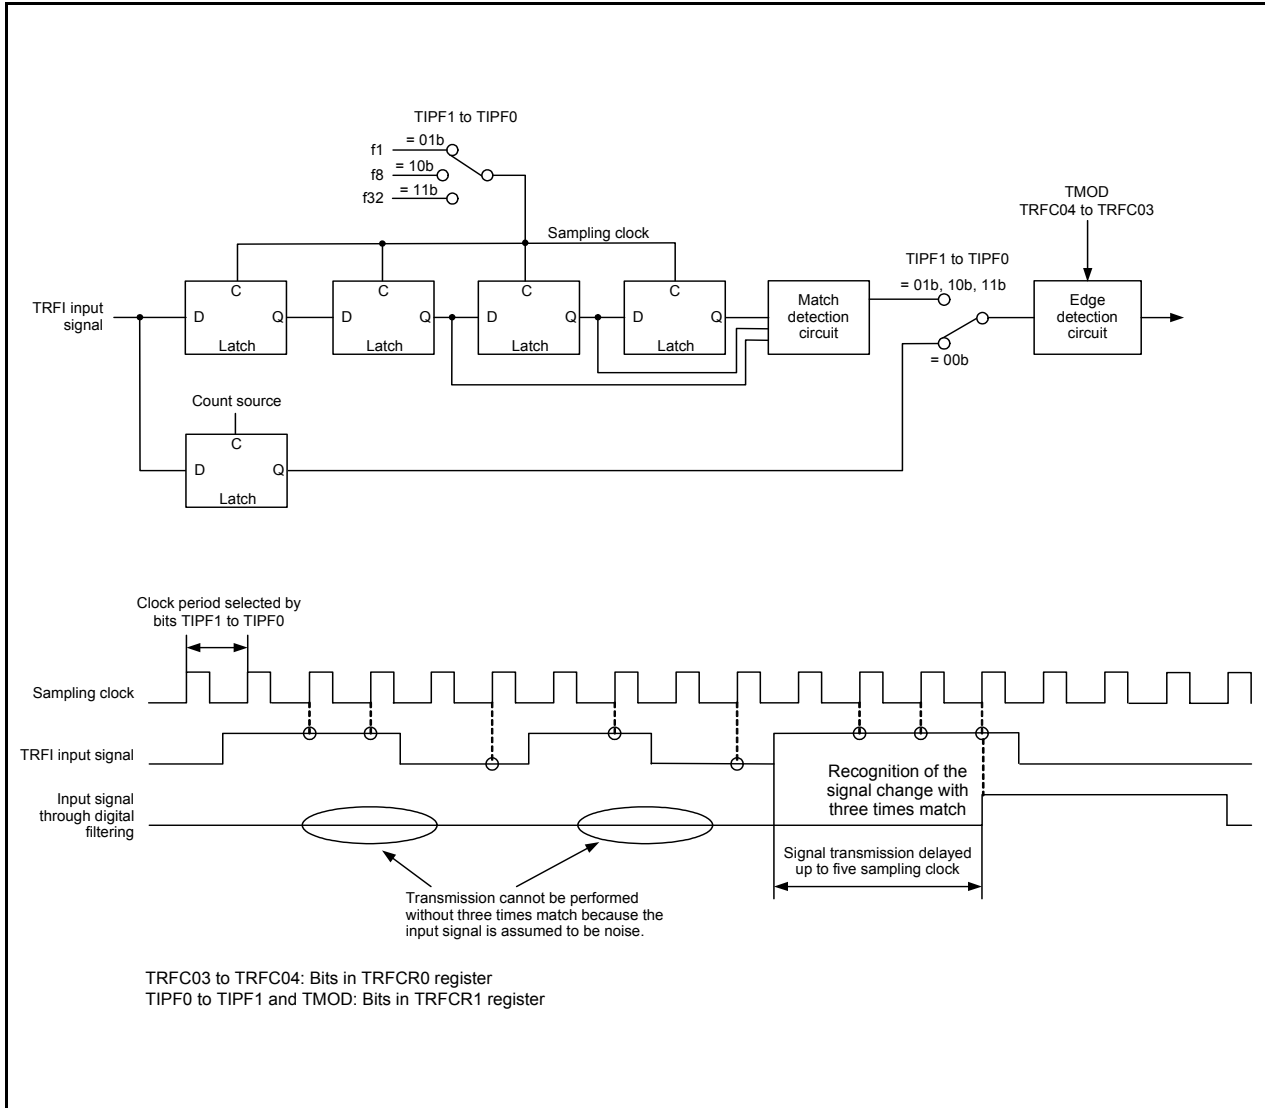 TIPF1 to TIPF0
= 01b
f1
= 10b
f8
= 11b
f32
Sampling clock
TMOD
TRFC04 to TRFC03
TIPF1 to TIPF0
= 01b, 10b, 11b
= 00b
TRFI input
signal
C
D
Q
Latch
C
D
Q
Latch
C
D
Q
Latch
C
D
Q
Latch
Match
detection
circuit
Edge
detection
circuit
Count source
C
D
Q
Latch
Clock period selected by
bits TIPF1 to TIPF0
Sampling clock
TRFI input signal
Input signal
through digital
filtering
Recognition of the
signal change with
three times match
Signal transmission delayed
up to five sampling clock
Transmission cannot be performed
without three times match because the
input signal is assumed to be noise.
TRFC03 to TRFC04: Bits in TRFCR0 register
TIPF0 to TIPF1 and TMOD: Bits in TRFCR1 register